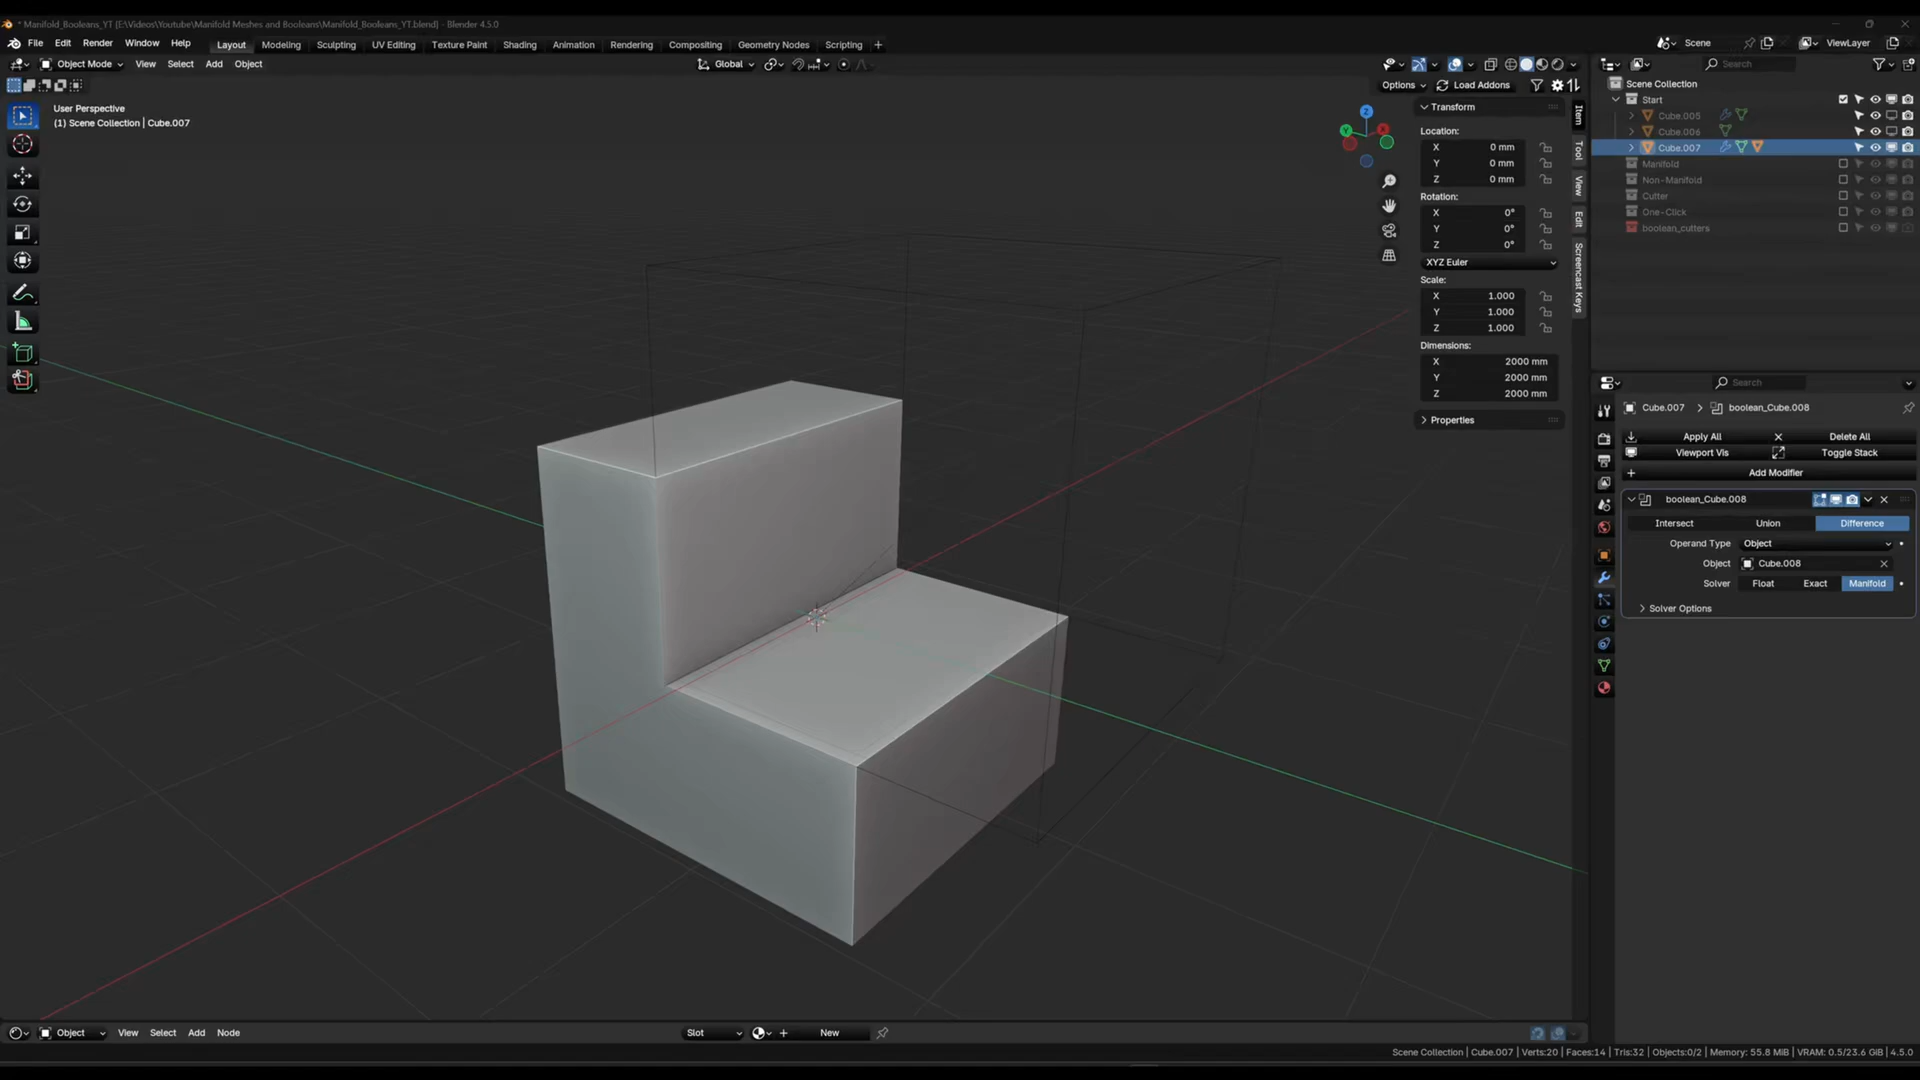 * Manifold_Booleans_YT [E:\Videos\Youtube\Manifold Meshes and Booleans\Manifold_Booleans_YT.blend] - Blender 4.5.0
File Edit Render Window Help
Layout Modeling Sculpting UV Editing Texture Paint Shading Animation Rendering Compositing Geometry Nodes Scripting +
Scene
ViewLayer
Object Mode View Select Add Object
Global
Search
Options
Load Addons
User Perspective
(1) Scene Collection | Cube.007
Transform
Location:
X 0 mm
Y 0 mm
Z 0 mm
Rotation:
X 0°
Y 0°
Z 0°
XYZ Euler
Scale:
X 1.000
Y 1.000
Z 1.000
Dimensions:
X 2000 mm
Y 2000 mm
Z 2000 mm
Properties
Item
Tool
View
Edit
Screencast Keys
Z
Y
X
Scene Collection
Start
Cube.005
Cube.006
Cube.007
Manifold
Non-Manifold
Cutter
One-Click
boolean_cutters
Search
Cube.007 > boolean_Cube.008
Apply All
Delete All
Viewport Vis
Toggle Stack
Add Modifier
boolean_Cube.008
Intersect Union Difference
Operand Type Object
Object Cube.008
Solver Float Exact Manifold
Solver Options
Object View Select Add Node
Slot
New
Scene Collection | Cube.007 | Verts:20 | Faces:14 | Tris:32 | Objects:0/2 | Memory: 55.8 MiB | VRAM: 0.5/23.6 GiB | 4.5.0